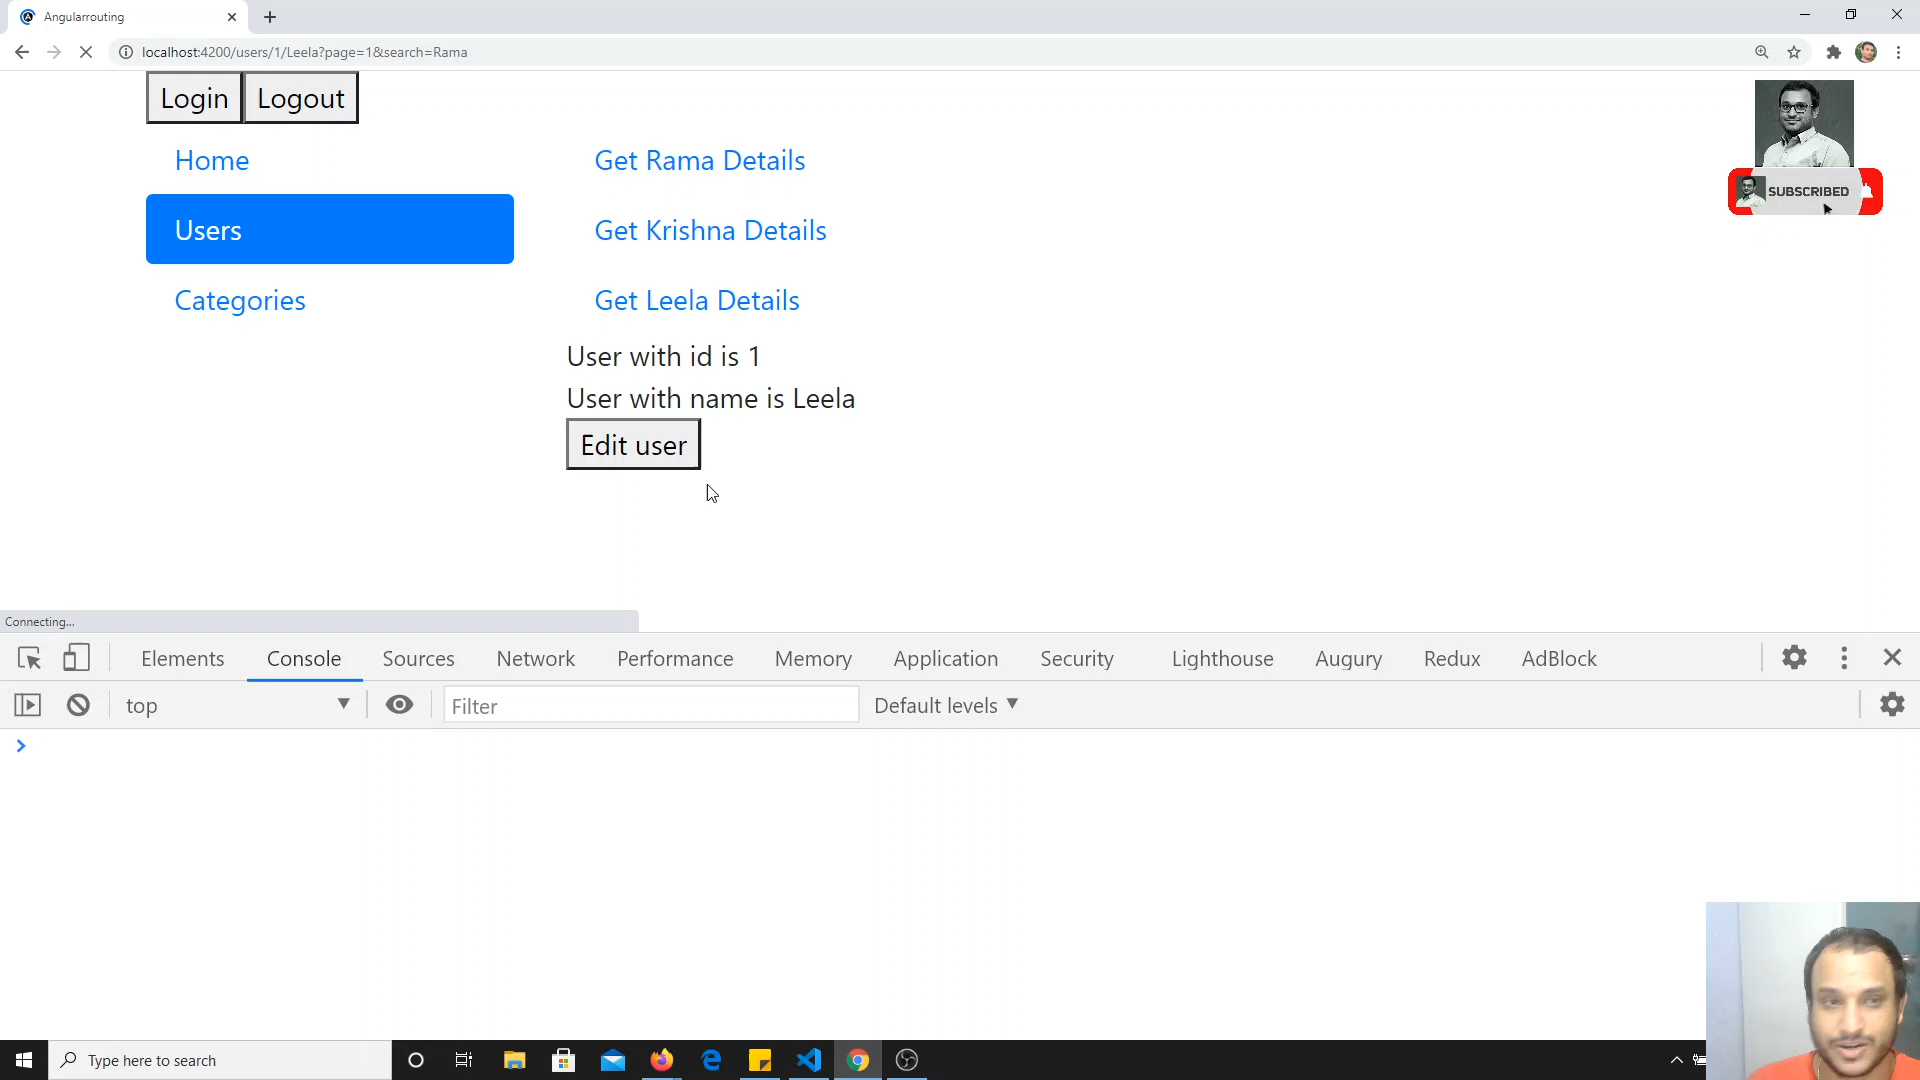 Angularrouting
localhost:4200/users/1/Leela?page=1&search=Rama
Login Logout
Home
Users
Categories
Get Rama Details
Get Krishna Details
Get Leela Details
User with id is 1
User with name is Leela
Edit user
SUBSCRIBED
Connecting...
Elements Console Sources Network Performance Memory Application Security Lighthouse Augury Redux AdBlock
top Filter Default levels
Type here to search